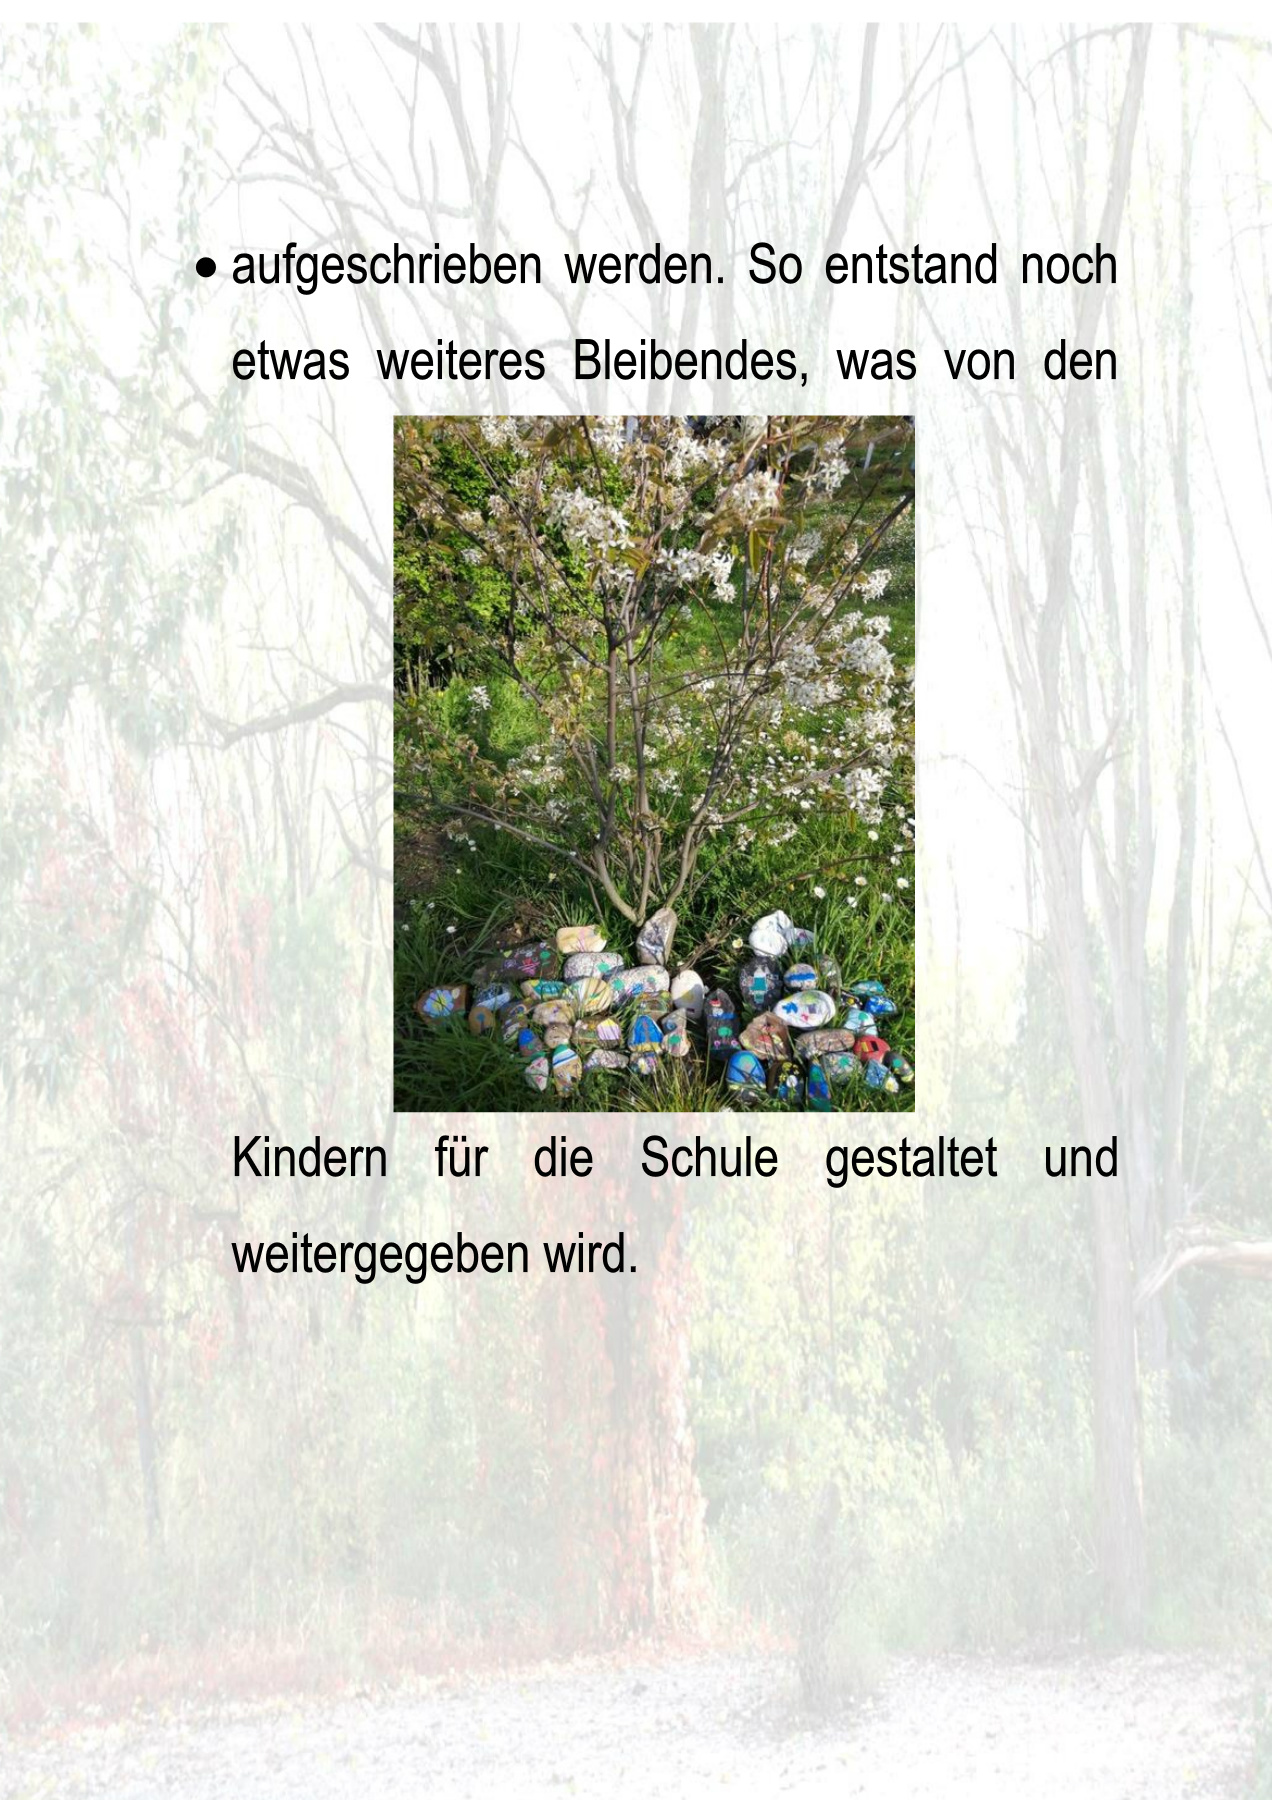 • aufgeschrieben werden. So entstand noch
etwas weiteres Bleibendes, was von den
Kindern für die Schule gestaltet und
weitergegeben wird.